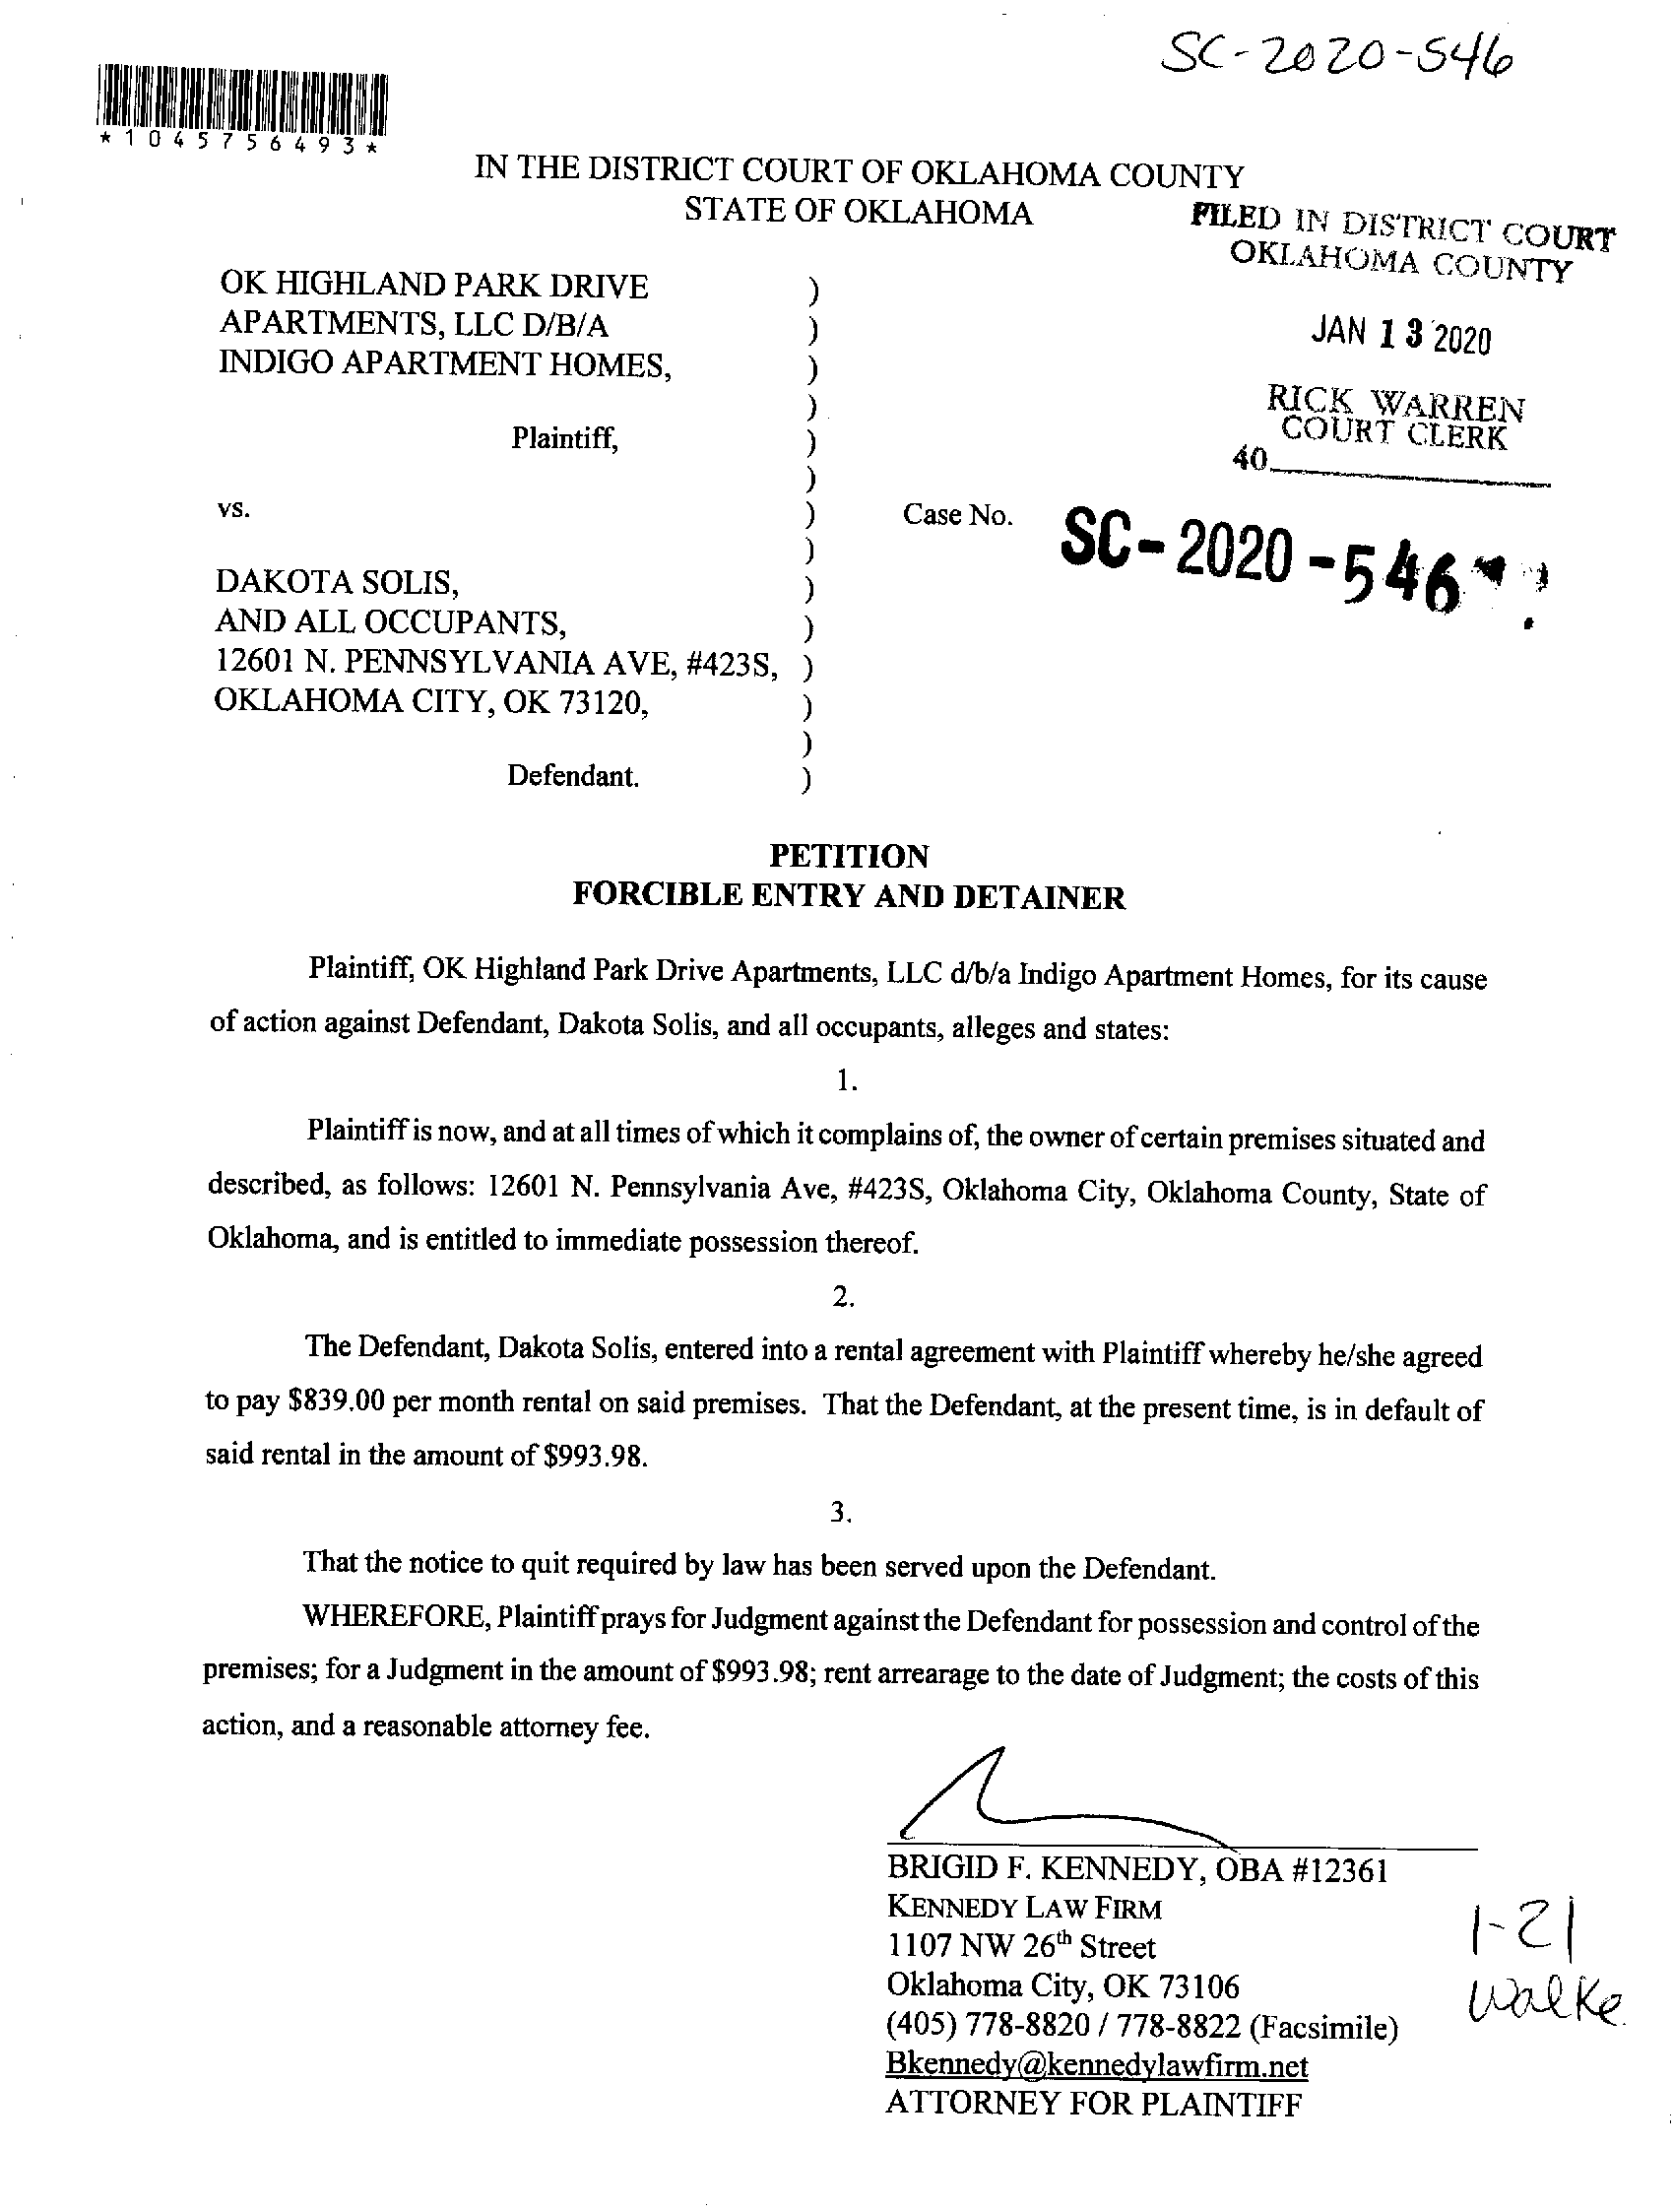 SC-2020-546
*1045756493*
IN THE DISTRICT COURT OF OKLAHOMA COUNTY
STATE OF OKLAHOMA
FILED IN DISTRICT COURT
OKLAHOMA COUNTY
JAN 13 2020
RICK WARREN
COURT CLERK
40
OK HIGHLAND PARK DRIVE )
APARTMENTS, LLC D/B/A )
INDIGO APARTMENT HOMES, )
)
Plaintiff, )
)
vs. ) Case No. SC-2020-546
)
DAKOTA SOLIS, )
AND ALL OCCUPANTS, )
12601 N. PENNSYLVANIA AVE, #423S, )
OKLAHOMA CITY, OK 73120, )
)
Defendant. )
PETITION
FORCIBLE ENTRY AND DETAINER
Plaintiff, OK Highland Park Drive Apartments, LLC d/b/a Indigo Apartment Homes, for its cause
of action against Defendant, Dakota Solis, and all occupants, alleges and states:
1.
Plaintiff is now, and at all times of which it complains of, the owner of certain premises situated and
described, as follows: 12601 N. Pennsylvania Ave, #423S, Oklahoma City, Oklahoma County, State of
Oklahoma, and is entitled to immediate possession thereof.
2.
The Defendant, Dakota Solis, entered into a rental agreement with Plaintiff whereby he/she agreed
to pay $839.00 per month rental on said premises. That the Defendant, at the present time, is in default of
said rental in the amount of $993.98.
3.
That the notice to quit required by law has been served upon the Defendant.
WHEREFORE, Plaintiff prays for Judgment against the Defendant for possession and control of the
premises; for a Judgment in the amount of $993.98; rent arrearage to the date of Judgment; the costs of this
action, and a reasonable attorney fee.
BRIGID F. KENNEDY, OBA #12361
KENNEDY LAW FIRM
1107 NW 26th Street
Oklahoma City, OK 73106
(405) 778-8820 / 778-8822 (Facsimile)
Bkennedy@kennedylawfirm.net
ATTORNEY FOR PLAINTIFF
1-21
Walke